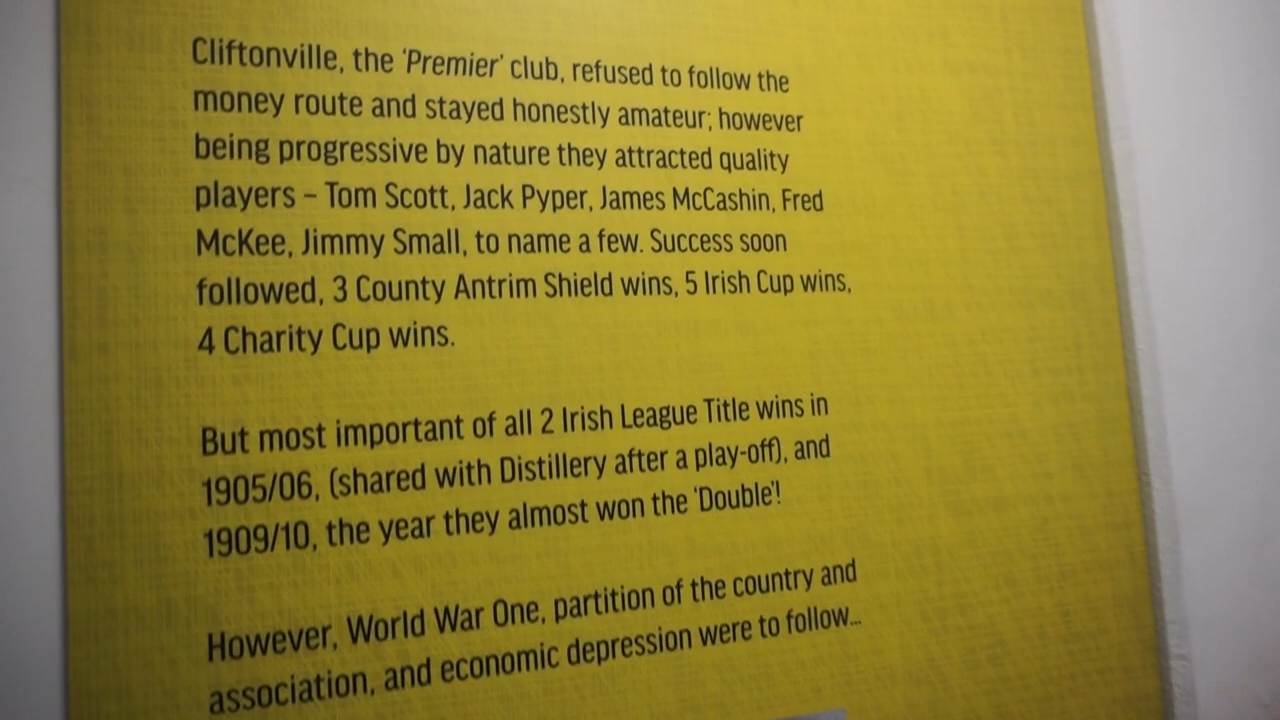 Cliftonville, the 'Premier' club, refused to follow the
money route and stayed honestly amateur; however
being progressive by nature they attracted quality
players – Tom Scott, Jack Pyper, James McCashin, Fred
McKee, Jimmy Small, to name a few. Success soon
followed, 3 County Antrim Shield wins, 5 Irish Cup wins,
4 Charity Cup wins.
But most important of all 2 Irish League Title wins in
1905/06, (shared with Distillery after a play-off), and
1909/10, the year they almost won the 'Double'!
However, World War One, partition of the country and
association, and economic depression were to follow...